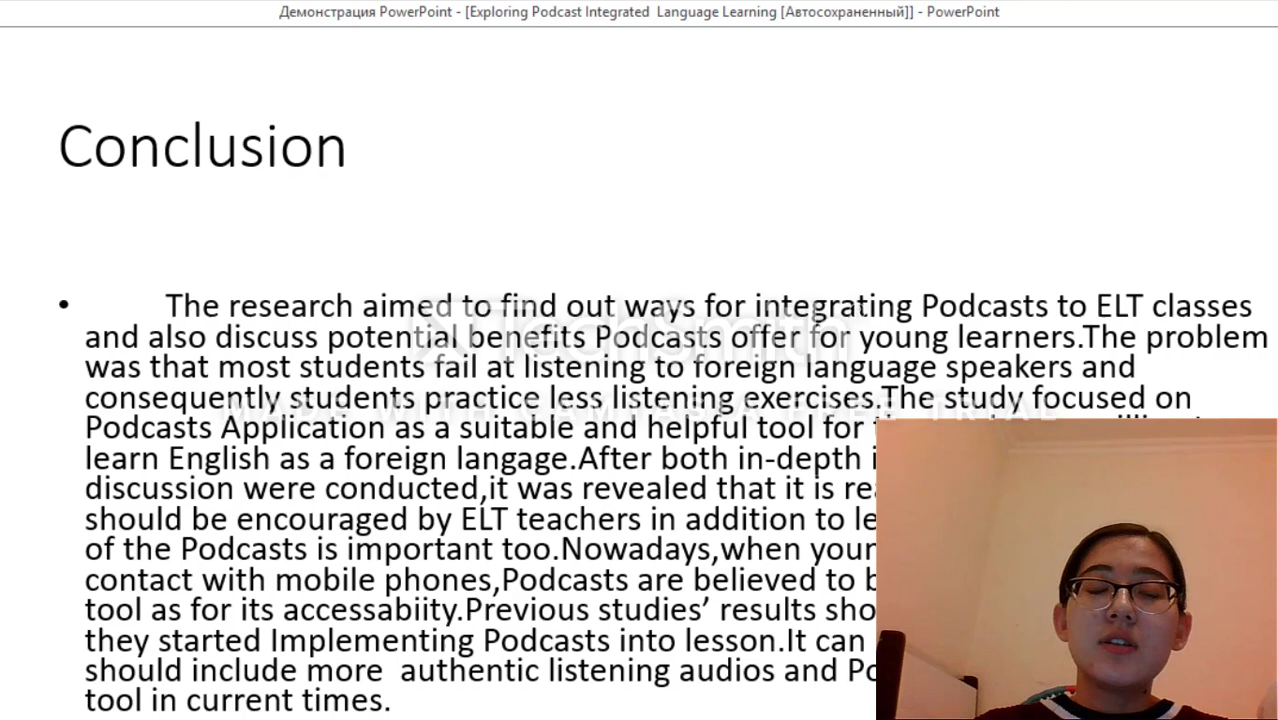 Демонстрация PowerPoint - [Exploring Podcast Integrated  Language Learning [Автосохраненный]] - PowerPoint
Conclusion
• The research aimed to find out ways for integrating Podcasts to ELT classes
and also discuss potential benefits Podcasts offer for young learners.The problem
was that most students fail at listening to foreign language speakers and
consequently students practice less listening exercises.The study focused on
Podcasts Application as a suitable and helpful tool for
learn English as a foreign langage.After both in-depth
discussion were conducted,it was revealed that it is
should be encouraged by ELT teachers in addition to
of the Podcasts is important too.Nowadays,when
contact with mobile phones,Podcasts are believed to
tool as for its accessabiity.Previous studies’ results
they started Implementing Podcasts into lesson.It can
should include more  authentic listening audios and
tool in current times.
TechSmith
MADE WITH CAMTASIA FREE TRIAL